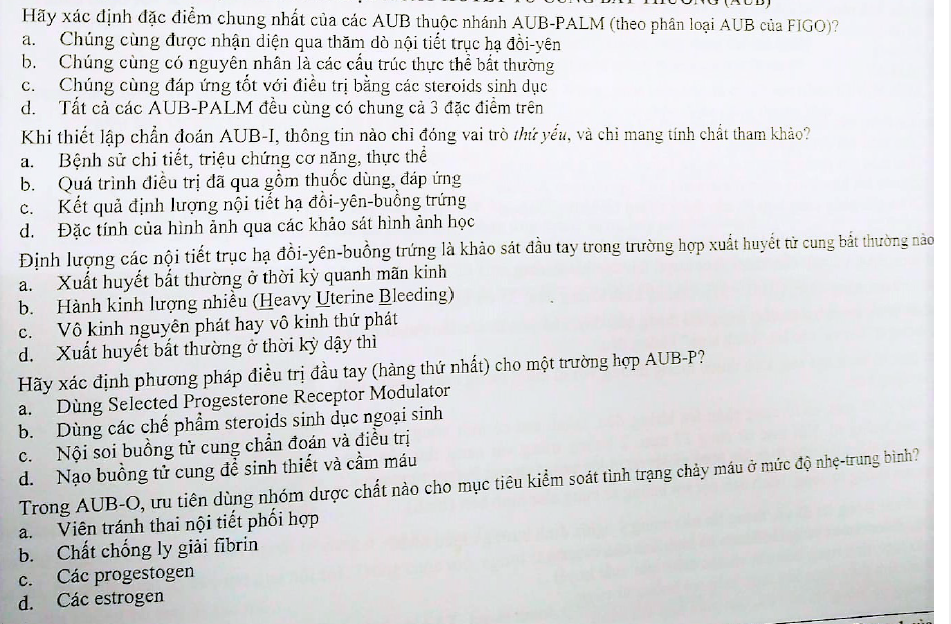 Hãy xác định đặc điểm chung nhất của các AUB thuộc nhánh AUB-PALM (theo phân loại AUB của FIGO)?
a. Chúng cùng được nhận diện qua thăm dò nội tiết trục hạ đồi-yên
b. Chúng cùng có nguyên nhân là các cấu trúc thực thể bất thường
c. Chúng cùng đáp ứng tốt với điều trị bằng các steroids sinh dục
d. Tất cả các AUB-PALM đều cùng có chung cả 3 đặc điểm trên
Khi thiết lập chẩn đoán AUB-I, thông tin nào chỉ đóng vai trò thứ yếu, và chỉ mang tính chất tham khảo?
a. Bệnh sử chi tiết, triệu chứng cơ năng, thực thể
b. Quá trình điều trị đã qua gồm thuốc dùng, đáp ứng
c. Kết quả định lượng nội tiết hạ đồi-yên-buồng trứng
d. Đặc tính của hình ảnh qua các khảo sát hình ảnh học
Định lượng các nội tiết trục hạ đồi-yên-buồng trứng là khảo sát đầu tay trong trường hợp xuất huyết tử cung bất thường nào
a. Xuất huyết bất thường ở thời kỳ quanh mãn kinh
b. Hành kinh lượng nhiều (Heavy Uterine Bleeding)
c. Vô kinh nguyên phát hay vô kinh thứ phát
d. Xuất huyết bất thường ở thời kỳ dậy thì
Hãy xác định phương pháp điều trị đầu tay (hàng thứ nhất) cho một trường hợp AUB-P?
a. Dùng Selected Progesterone Receptor Modulator
b. Dùng các chế phẩm steroids sinh dục ngoại sinh
c. Nội soi buồng tử cung chẩn đoán và điều trị
d. Nạo buồng tử cung để sinh thiết và cầm máu
Trong AUB-O, ưu tiên dùng nhóm dược chất nào cho mục tiêu kiểm soát tình trạng chảy máu ở mức độ nhẹ-trung bình?
a. Viên tránh thai nội tiết phối hợp
b. Chất chống ly giải fibrin
c. Các progestogen
d. Các estrogen